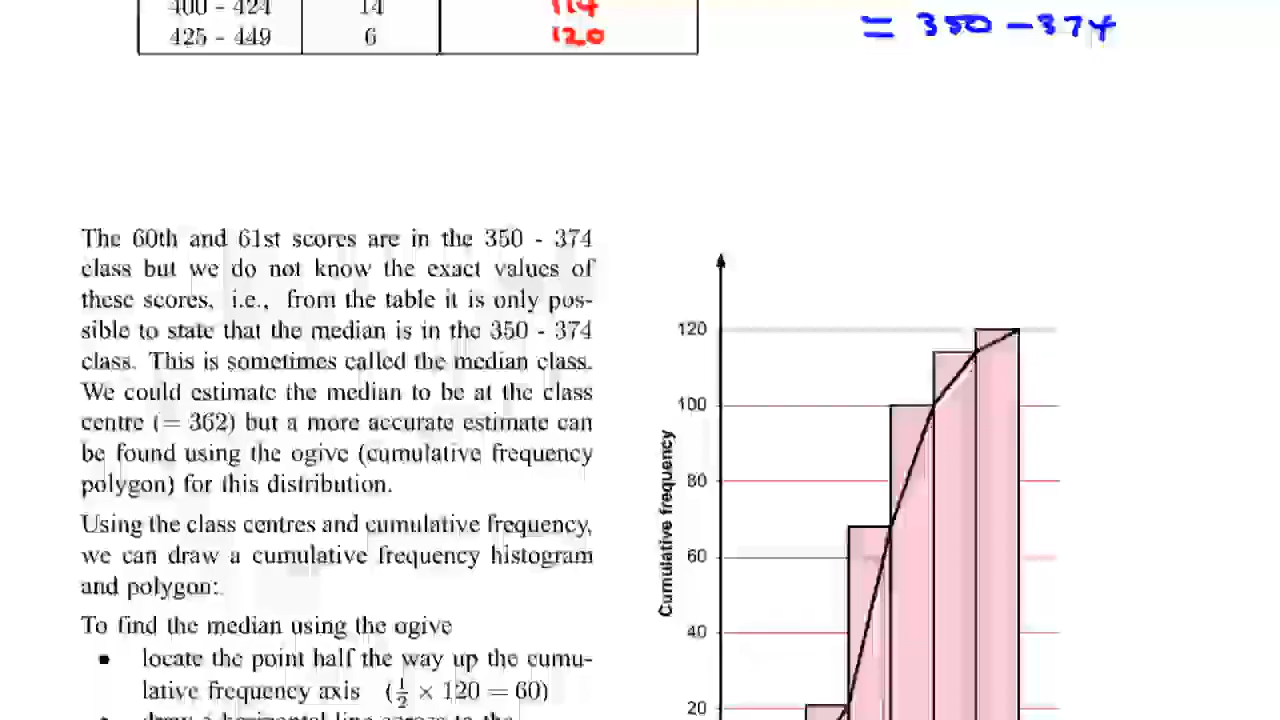 400 - 424 14 114
425 - 449 6 120
= 350 - 374
The 60th and 61st scores are in the 350 - 374
class but we do not know the exact values of
these scores, i.e., from the table it is only pos-
sible to state that the median is in the 350 - 374
class. This is sometimes called the median class.
We could estimate the median to be at the class
centre (= 362) but a more accurate estimate can
be found using the ogive (cumulative frequency
polygon) for this distribution.
Using the class centres and cumulative frequency,
we can draw a cumulative frequency histogram
and polygon:
To find the median using the ogive
• locate the point half the way up the cumu-
lative frequency axis (½ × 120 = 60)
• draw a horizontal line across to the
Cumulative frequency
120
100
80
60
40
20